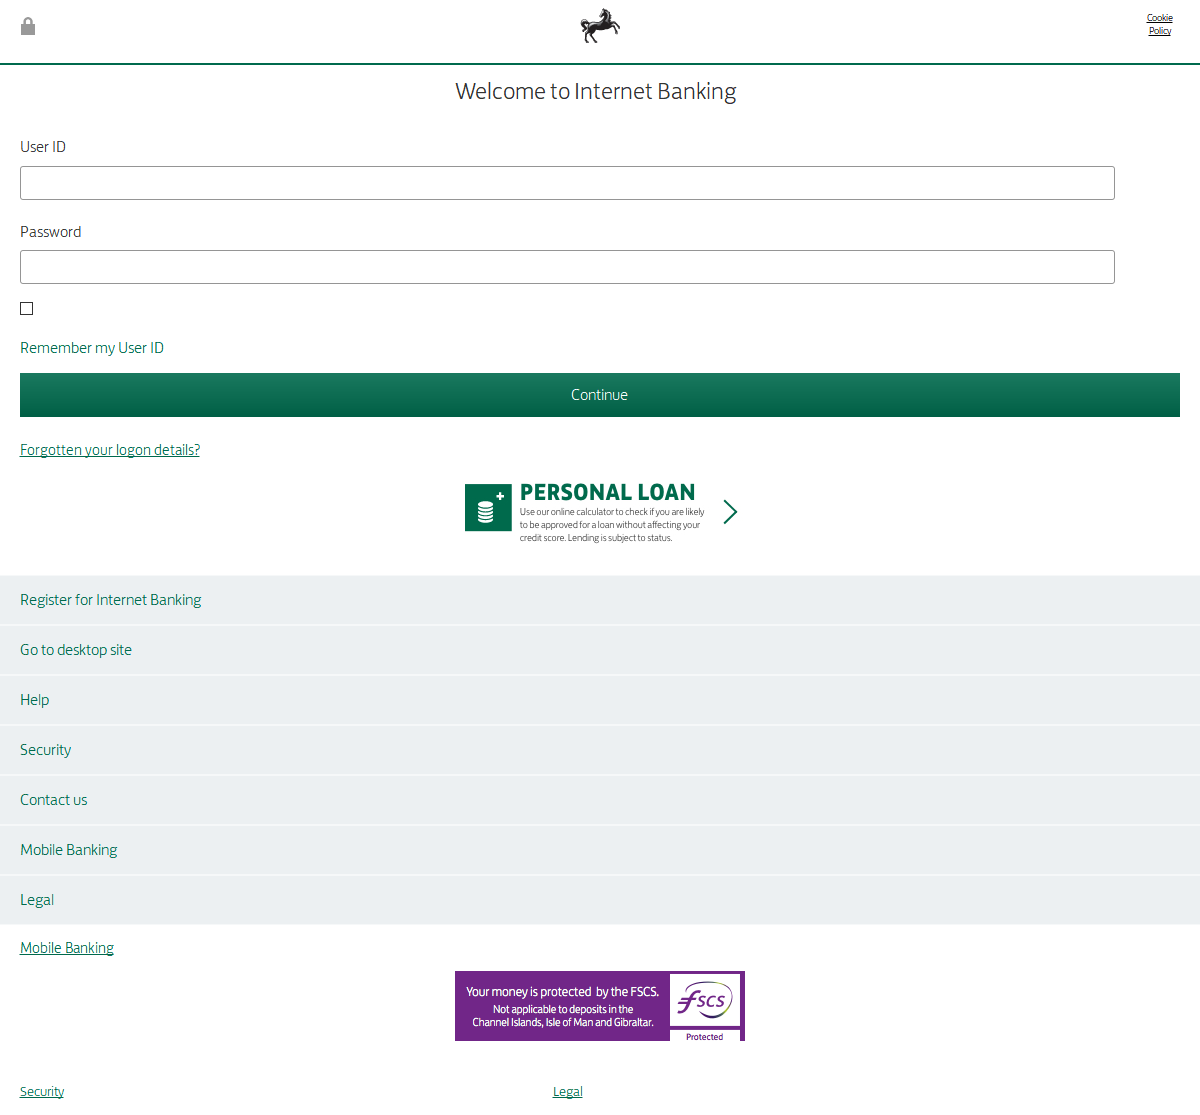 Cookie
Policy
Welcome to Internet Banking
User ID
Password
Remember my User ID
Continue
Forgotten your logon details?
PERSONAL LOAN
Use our online calculator to check if you are likely
to be approved for a loan without affecting your
credit score. Lending is subject to status.
Register for Internet Banking
Go to desktop site
Help
Security
Contact us
Mobile Banking
Legal
Mobile Banking
Your money is protected by the FSCS.
Not applicable to deposits in the
Channel Islands, Isle of Man and Gibraltar.
FSCS
Protected
Security
Legal